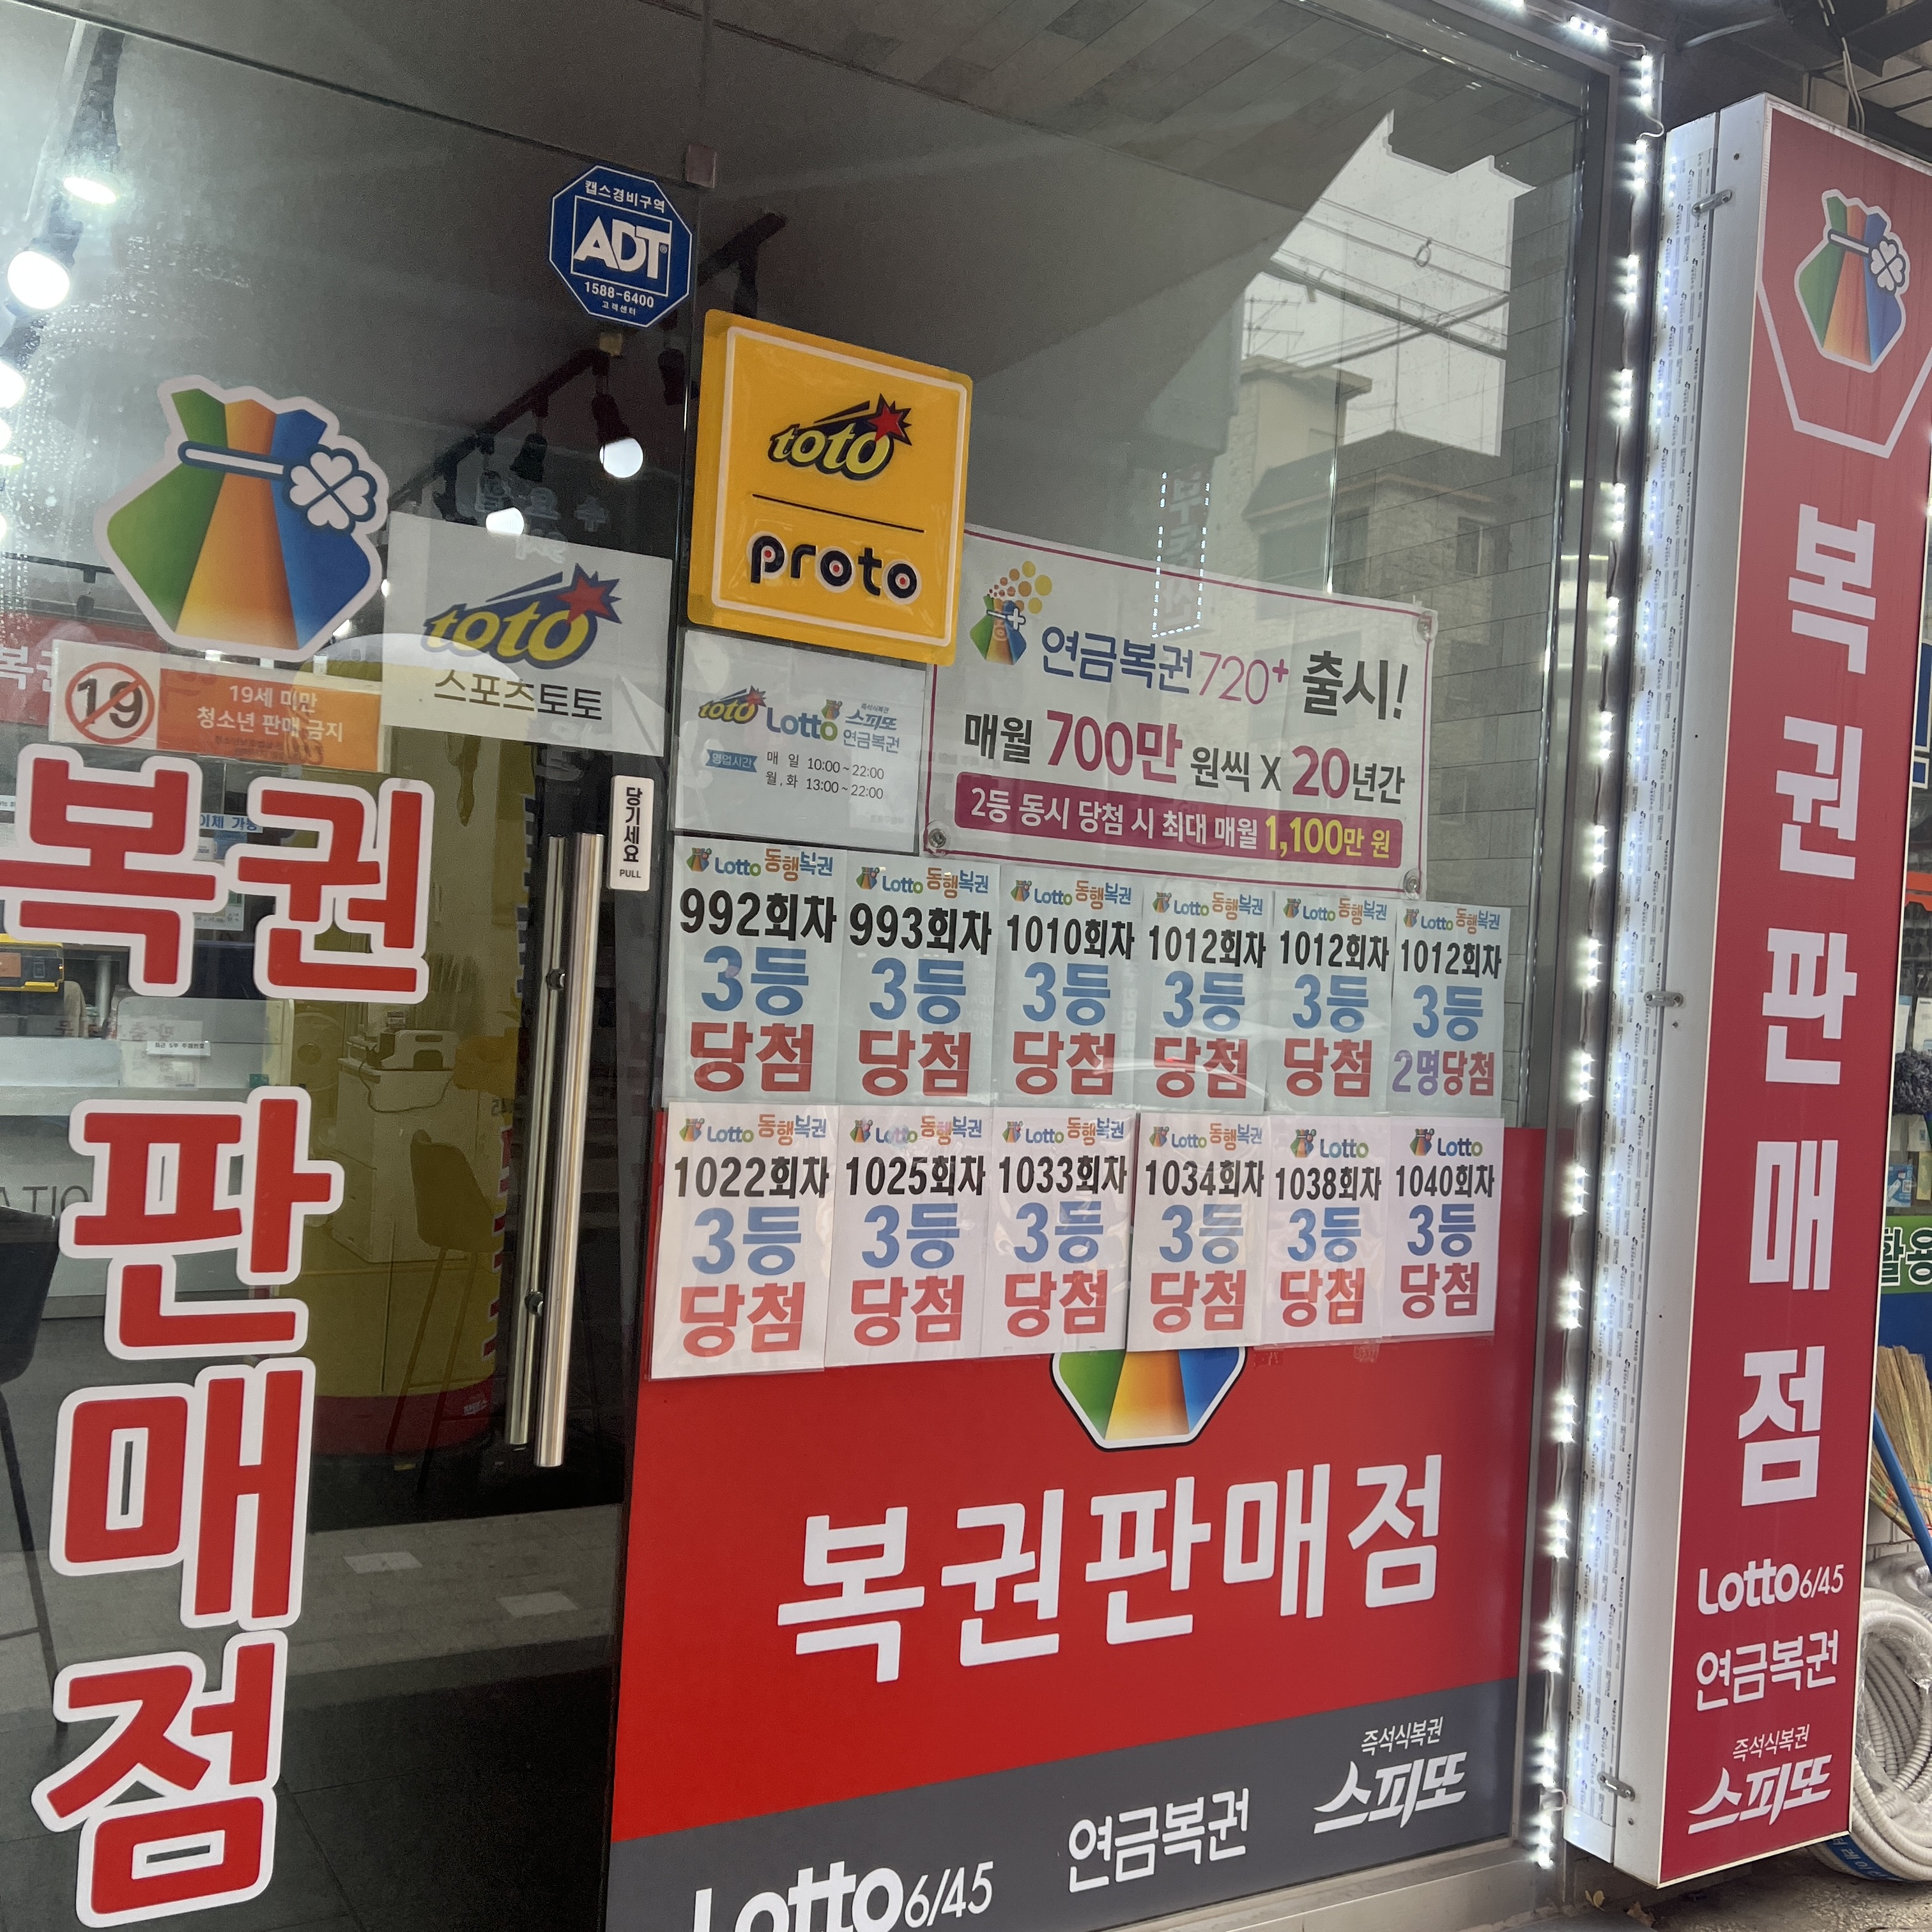 캡스경비구역
ADT
1588-6400
고객센터
toto
proto
toto
스포츠토토
19
19세 미만
청소년 판매 금지
복권
판
매
점
당기세요
PULL
toto Lotto 즉석복권 스피또
연금복권
영업시간
매 일 10:00~22:00
월,화 13:00~22:00
연금복권720+ 출시!
매월 700만 원씩 X 20년간
2등 동시 당첨 시 최대 매월 1,100만 원
Lotto 동행복권
992회차
3등
당첨
Lotto 동행복권
993회차
3등
당첨
Lotto 동행복권
1010회차
3등
당첨
Lotto 동행복권
1012회차
3등
당첨
Lotto 동행복권
1012회차
3등
당첨
Lotto 동행복권
1012회차
3등
2명당첨
Lotto 동행복권
1022회차
3등
당첨
Lotto 동행복권
1025회차
3등
당첨
Lotto 동행복권
1033회차
3등
당첨
Lotto 동행복권
1034회차
3등
당첨
Lotto
1038회차
3등
당첨
Lotto
1040회차
3등
당첨
복권판매점
Lotto6/45
연금복권
즉석식복권
스피또
복
권
판
매
점
Lotto6/45
연금복권
즉석식복권
스피또
활용